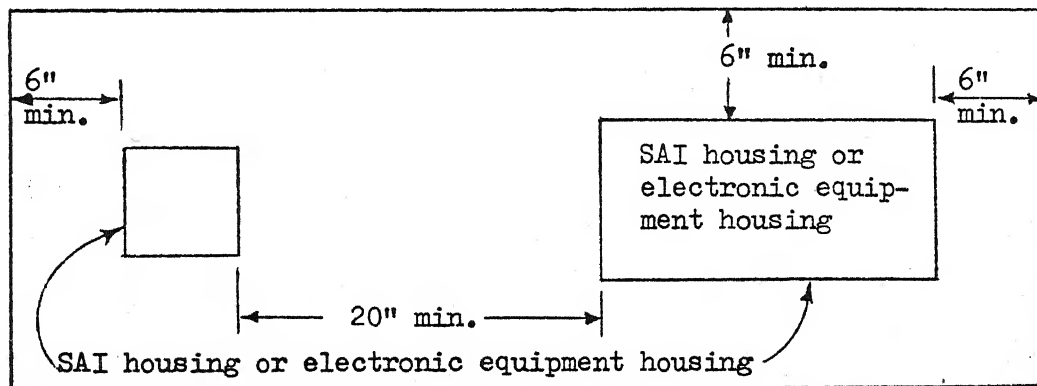 6" min.
6"
min.
6"
min.
SAI housing or
electronic equip-
ment housing
20" min.
SAI housing or electronic equipment housing